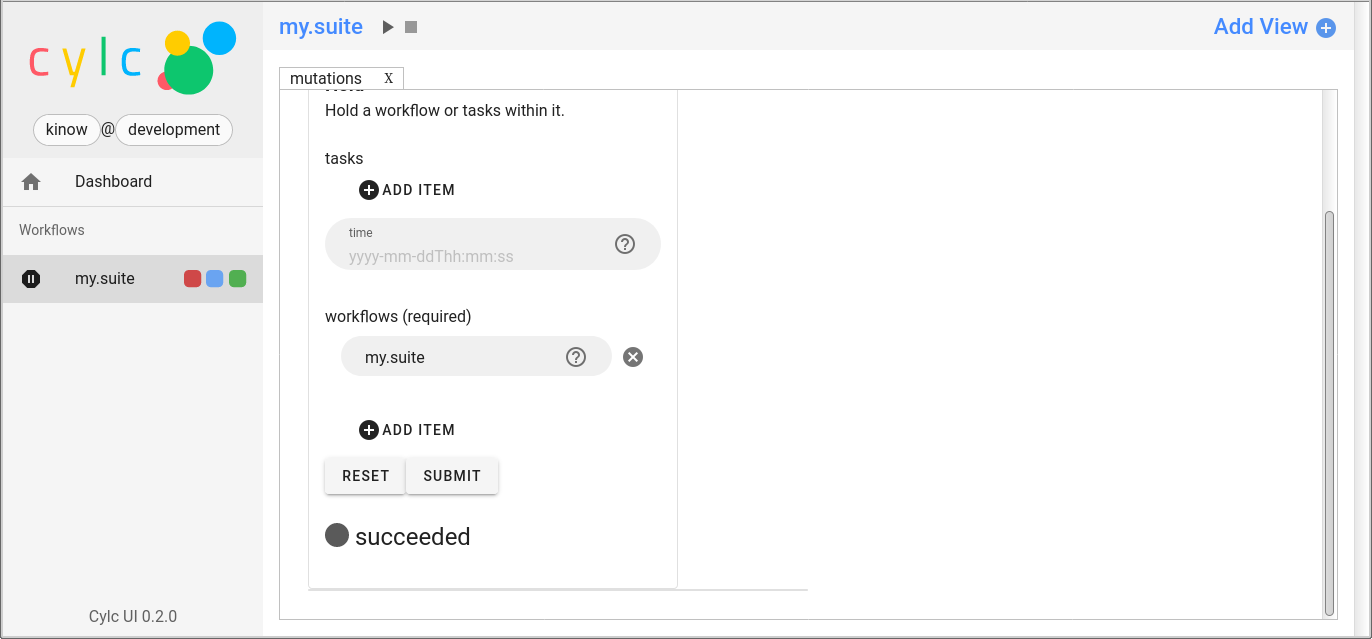 cylc
kinow @ development
Dashboard
Workflows
my.suite
Cylc UI 0.2.0
my.suite
Add View
mutations X
Hold a workflow or tasks within it.
tasks
ADD ITEM
time
yyyy-mm-ddThh:mm:ss
workflows (required)
my.suite
ADD ITEM
RESET SUBMIT
succeeded